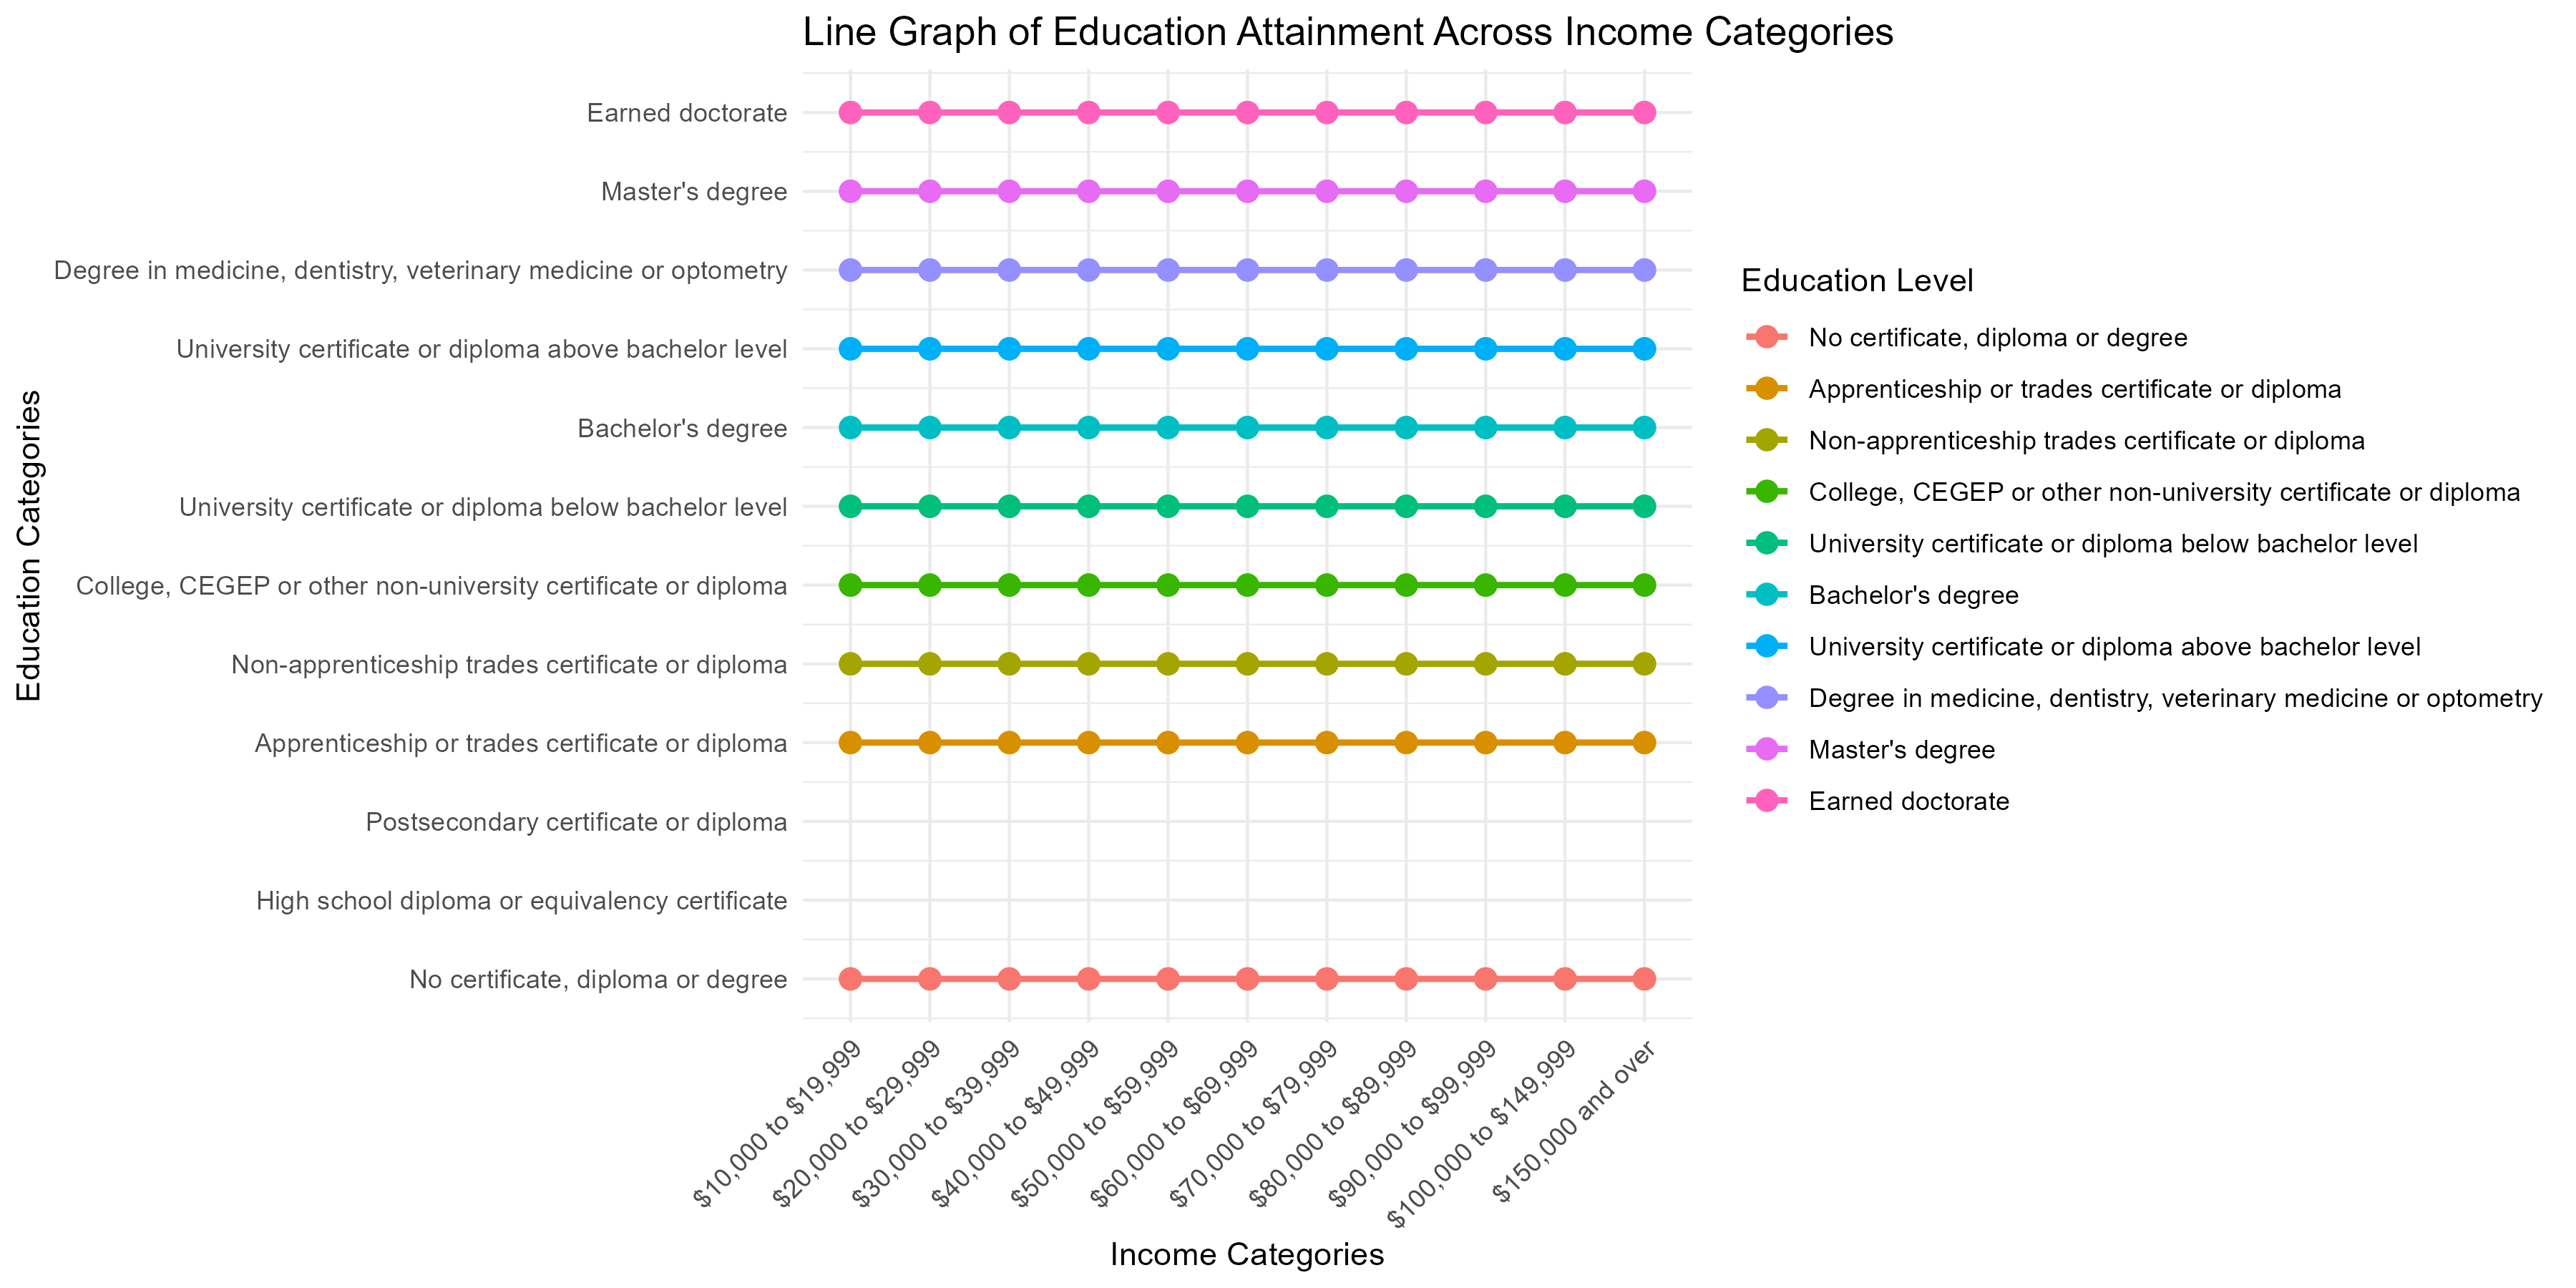 Line Graph of Education Attainment Across Income Categories
Education Categories
Earned doctorate
Master's degree
Degree in medicine, dentistry, veterinary medicine or optometry
University certificate or diploma above bachelor level
Bachelor's degree
University certificate or diploma below bachelor level
College, CEGEP or other non-university certificate or diploma
Non-apprenticeship trades certificate or diploma
Apprenticeship or trades certificate or diploma
Postsecondary certificate or diploma
High school diploma or equivalency certificate
No certificate, diploma or degree
$10,000 to $19,999
$20,000 to $29,999
$30,000 to $39,999
$40,000 to $49,999
$50,000 to $59,999
$60,000 to $69,999
$70,000 to $79,999
$80,000 to $89,999
$90,000 to $99,999
$100,000 to $149,999
$150,000 and over
Income Categories
Education Level
No certificate, diploma or degree
Apprenticeship or trades certificate or diploma
Non-apprenticeship trades certificate or diploma
College, CEGEP or other non-university certificate or diploma
University certificate or diploma below bachelor level
Bachelor's degree
University certificate or diploma above bachelor level
Degree in medicine, dentistry, veterinary medicine or optometry
Master's degree
Earned doctorate